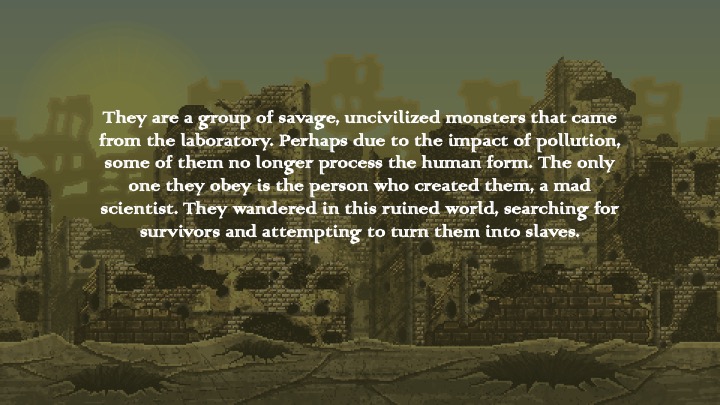 They are a group of savage, uncivilized monsters that came
from the laboratory. Perhaps due to the impact of pollution,
some of them no longer process the human form. The only
one they obey is the person who created them, a mad
scientist. They wandered in this ruined world, searching for
survivors and attempting to turn them into slaves.